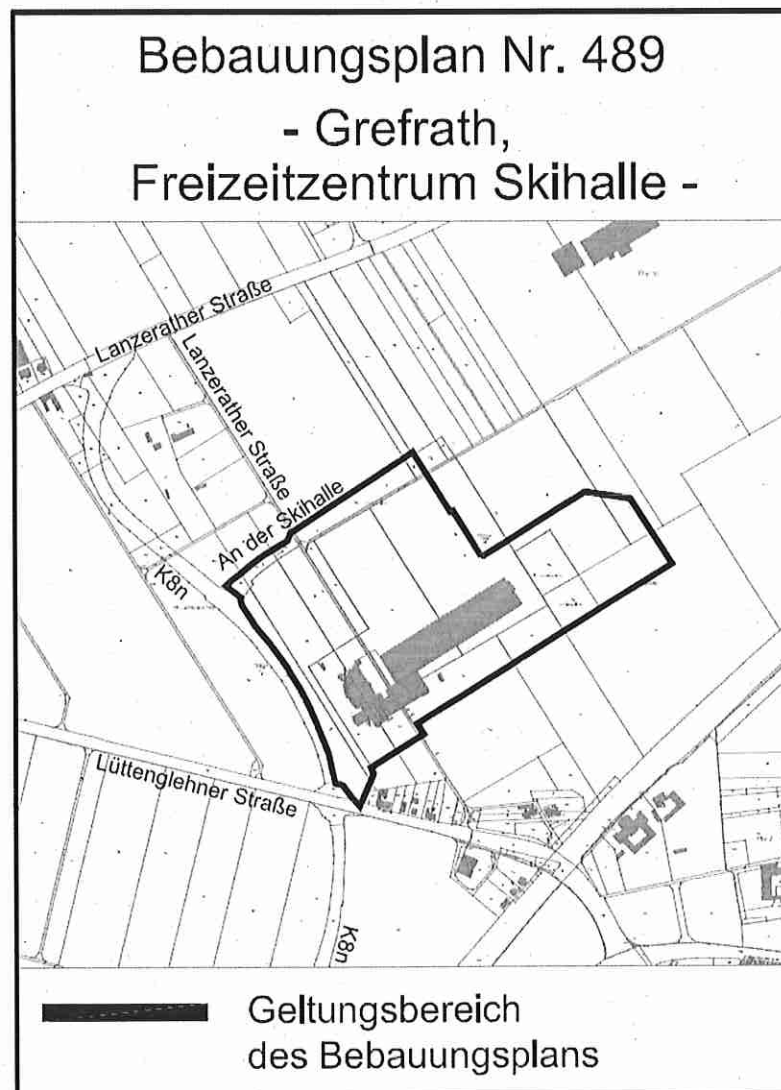 Bebauungsplan Nr. 489
- Grefrath,
Freizeitzentrum Skihalle -
Lanzerather Straße
Lanzerather Straße
An der Skihalle
K8n
Lüttenglehner Straße
K8n
Geltungsbereich
des Bebauungsplans